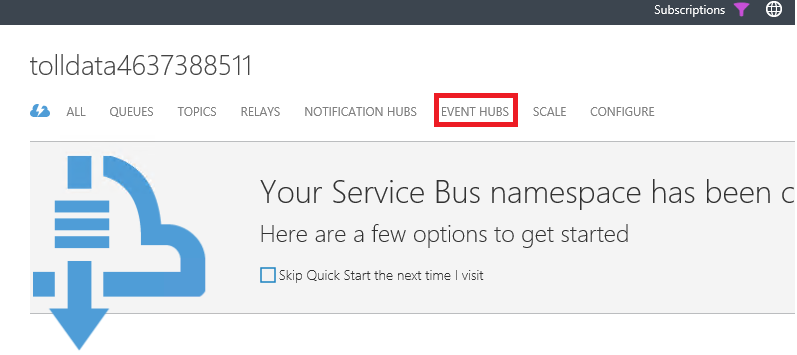 Subscriptions
tolldata4637388511
ALL QUEUES TOPICS RELAYS NOTIFICATION HUBS EVENT HUBS SCALE CONFIGURE
Your Service Bus namespace has been c
Here are a few options to get started
Skip Quick Start the next time I visit